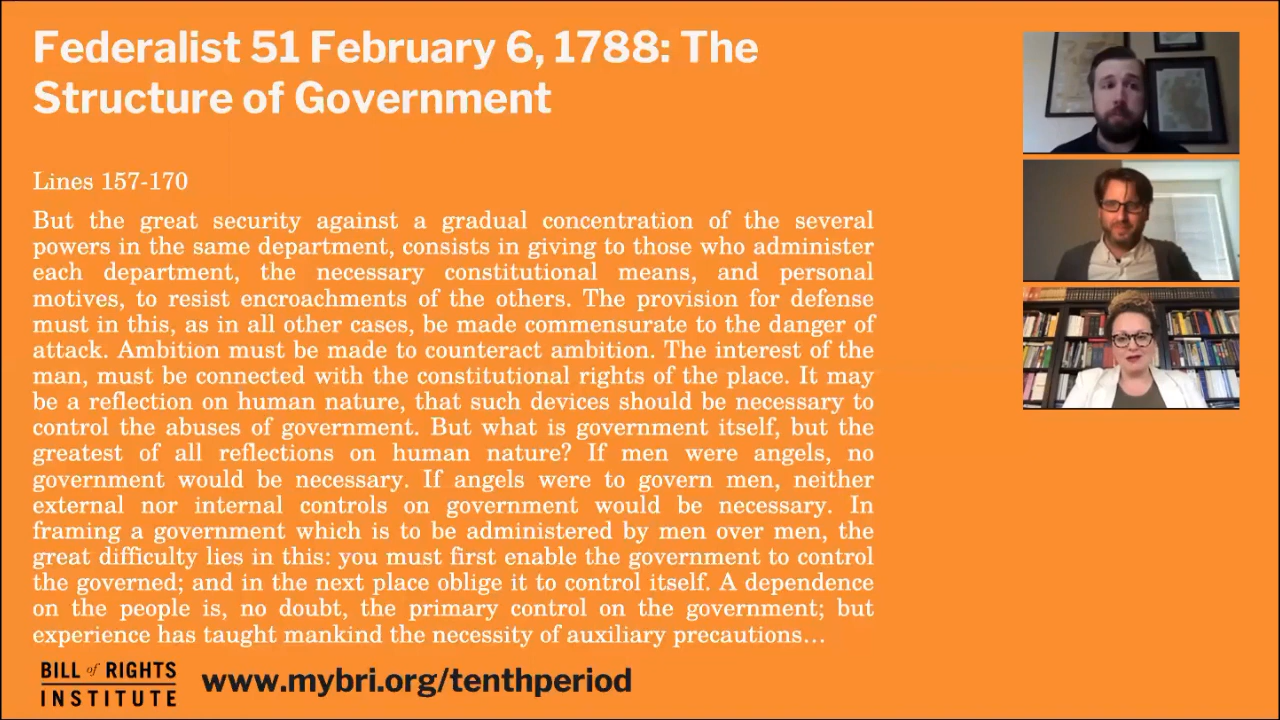 Federalist 51 February 6, 1788: The
Structure of Government
Lines 157-170
But the great security against a gradual concentration of the several
powers in the same department, consists in giving to those who administer
each department, the necessary constitutional means, and personal
motives, to resist encroachments of the others. The provision for defense
must in this, as in all other cases, be made commensurate to the danger of
attack. Ambition must be made to counteract ambition. The interest of the
man, must be connected with the constitutional rights of the place. It may
be a reflection on human nature, that such devices should be necessary to
control the abuses of government. But what is government itself, but the
greatest of all reflections on human nature? If men were angels, no
government would be necessary. If angels were to govern men, neither
external nor internal controls on government would be necessary. In
framing a government which is to be administered by men over men, the
great difficulty lies in this: you must first enable the government to control
the governed; and in the next place oblige it to control itself. A dependence
on the people is, no doubt, the primary control on the government; but
experience has taught mankind the necessity of auxiliary precautions…
BILL of RIGHTS
INSTITUTE
www.mybri.org/tenthperiod